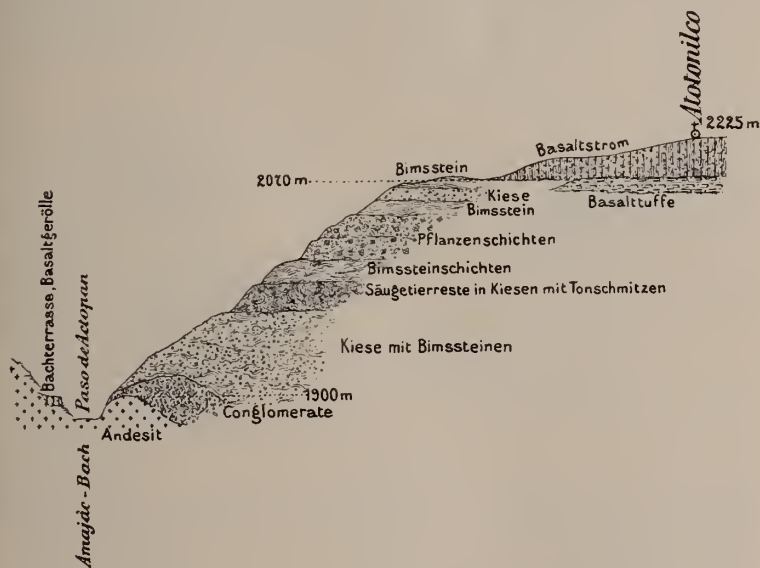 Atotonilco
2225 m
Basaltstrom
Bimsstein
2070 m
Kiese
Bimsstein
Basalttuffe
Pflanzenschichten
Bimssteinschichten
Säugetierreste in Kiesen mit Tonschmitzen
Kiese mit Bimssteinen
1900 m
Conglomerate
Andesit
Bachterrasse, Basaltgerölle
Paso de Actopan
Amajàc - Bach